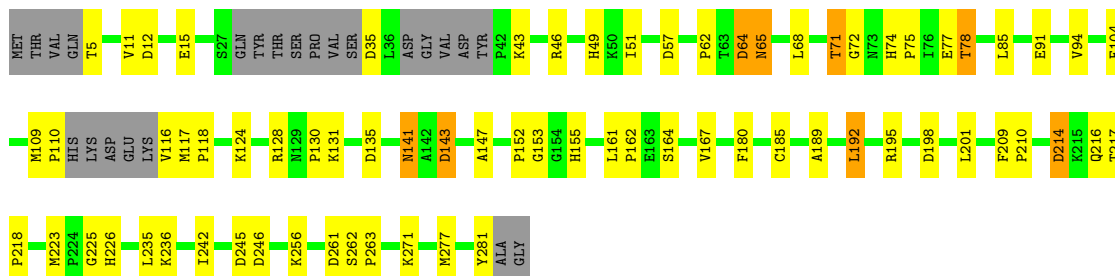 MET THR VAL GLN T5 V11 D12 E15 S27 GLN TYR THR SER PRO VAL SER D35 L36 ASP GLY VAL ASP TYR P42 K43 R46 H49 K50 I51 D57 P62 T63 D64 N65 L68 T71 G72 N73 H74 P75 I76 E77 T78 L85 E91 V94
M109 P110 HIS LYS ASP GLU LYS V116 M117 P118 K124 R128 N129 P130 K131 D135 N141 A142 D143 A147 P152 G153 G154 H155 L161 P162 E163 S164 V167 F180 C185 A189 L192 R195 D198 L201 F209 P210 D214 K215 Q216
P218 M223 P224 G225 H226 L235 K236 I242 D245 D246 K256 D261 S262 P263 K271 M277 Y281 ALA GLY